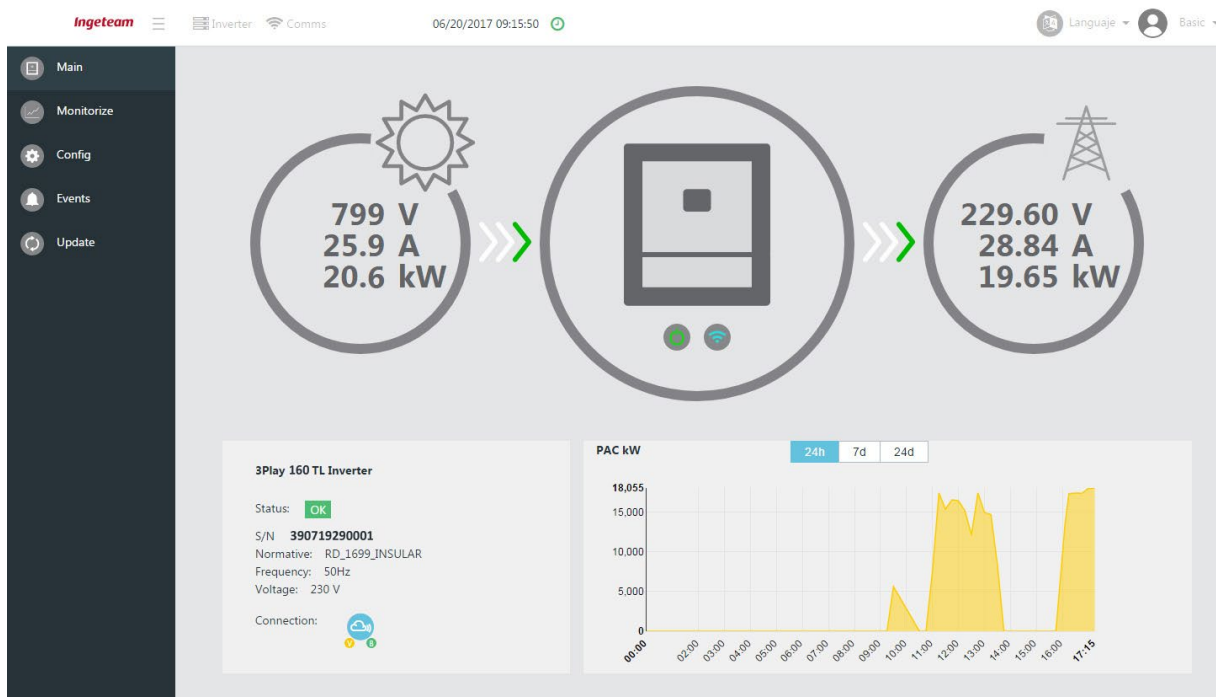 Ingeteam
Inverter Comms 06/20/2017 09:15:50 Languaje Basic
Main
Monitorize
Config
Events
Update
799 V
25.9 A
20.6 kW
229.60 V
28.84 A
19.65 kW
3Play 160 TL Inverter
Status: OK
S/N 390719290001
Normative: RD_1699_INSULAR
Frequency: 50Hz
Voltage: 230 V
Connection:
V B
PAC kW
24h 7d 24d
18,055
15,000
10,000
5,000
0
00:00 02:00 03:00 04:00 05:00 06:00 07:00 08:00 09:00 10:00 11:00 12:00 13:00 14:00 15:00 16:00 17:15